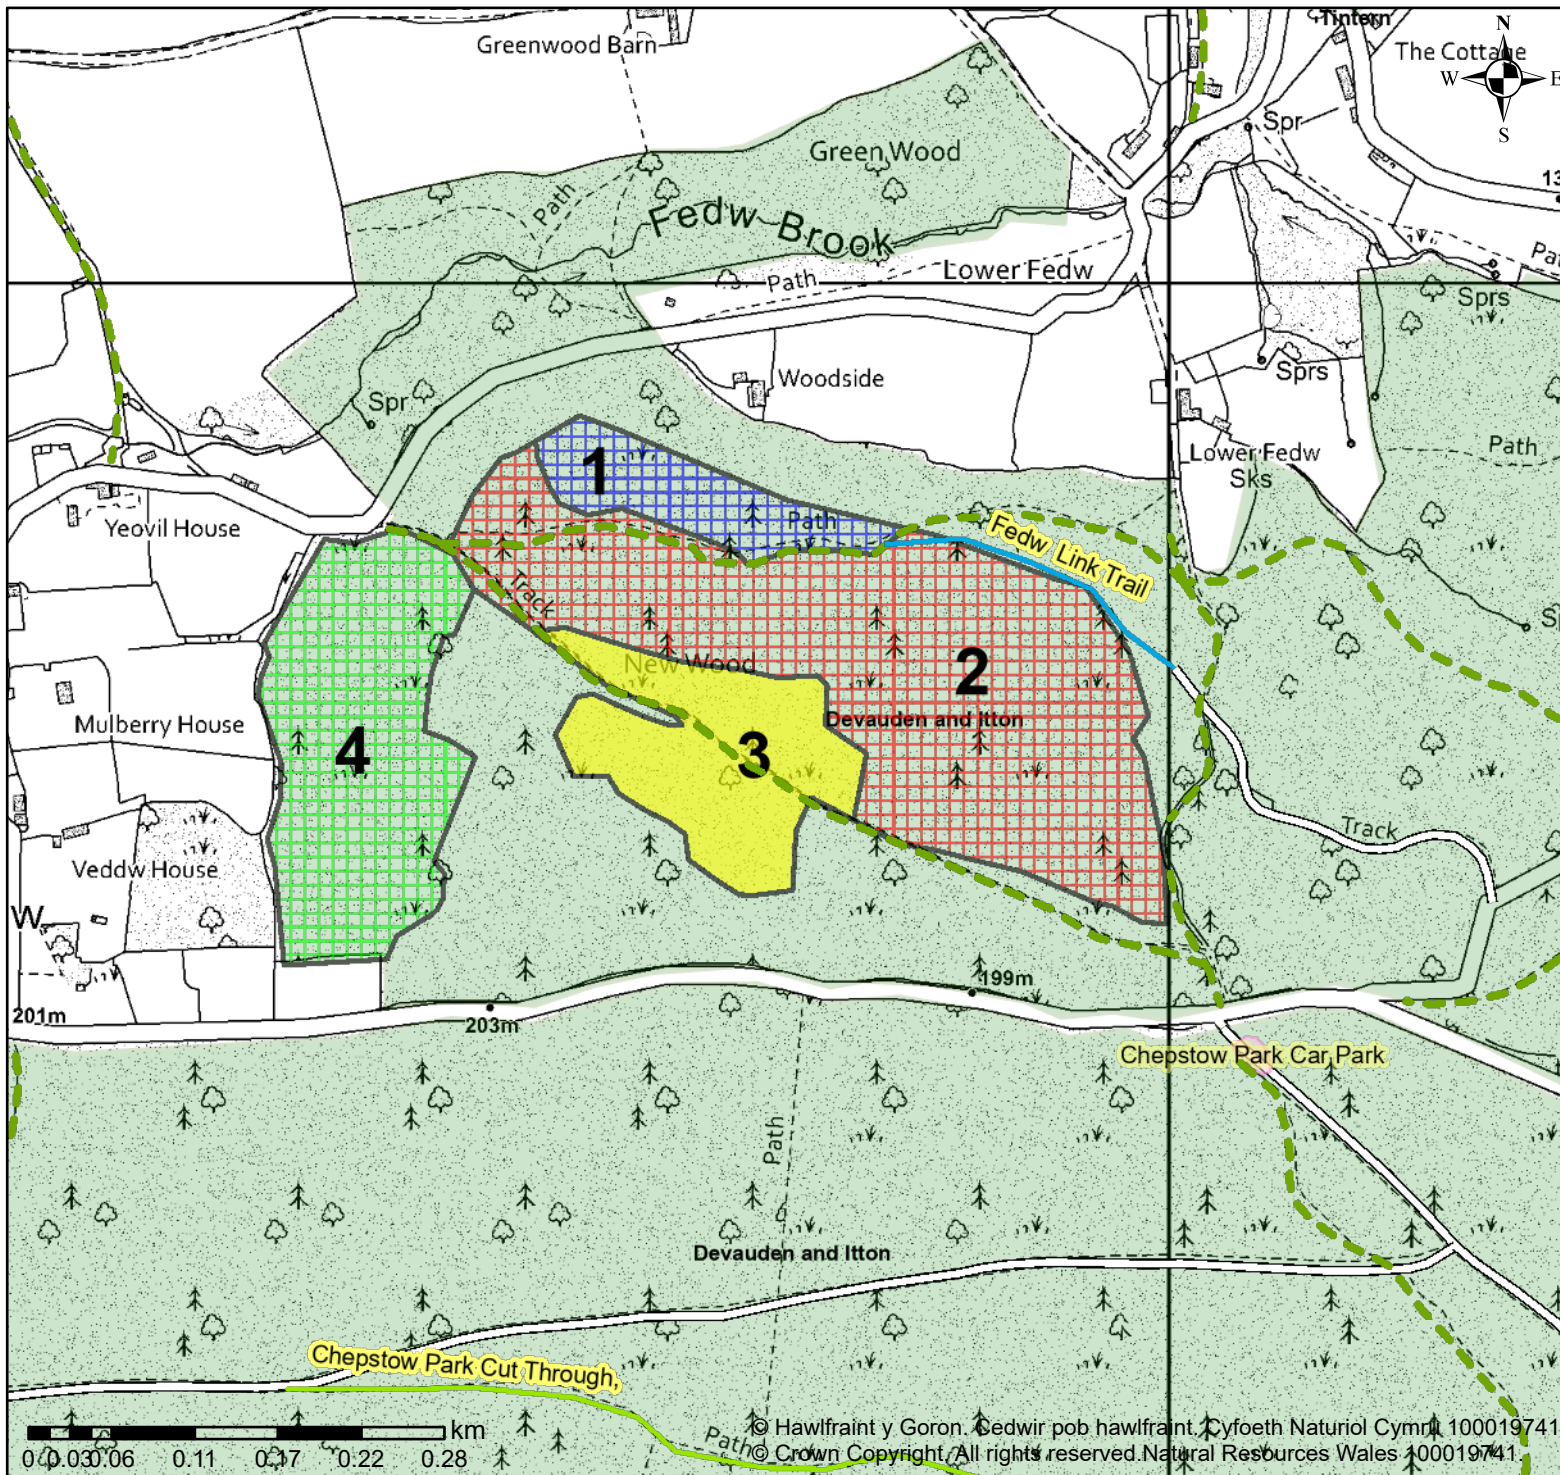 Tintern
N
Greenwood Barn
The Cottage
W
E
S
Spr
Green Wood
13
Path
Fedw Brook
Path
Lower Fedw
Sprs
Woodside
Sprs
Spr
Path
1
Lower Fedw
Sks
Yeovil House
Path
Fedw Link Trail
Track
S
New Wood
2
Mulberry House
Devauden and Itton
4
3
Track
Veddw House
W
199m
201m
203m
Chepstow Park Car Park
Path
Devauden and Itton
Chepstow Park Cut Through,
km
Path
© Hawlfraint y Goron. Cedwir pob hawlfraint. Cyfoeth Naturiol Cymru 100019741
0 0.03 0.06 0.11 0.17 0.22 0.28
© Crown Copyright. All rights reserved.Natural Resources Wales 100019741.